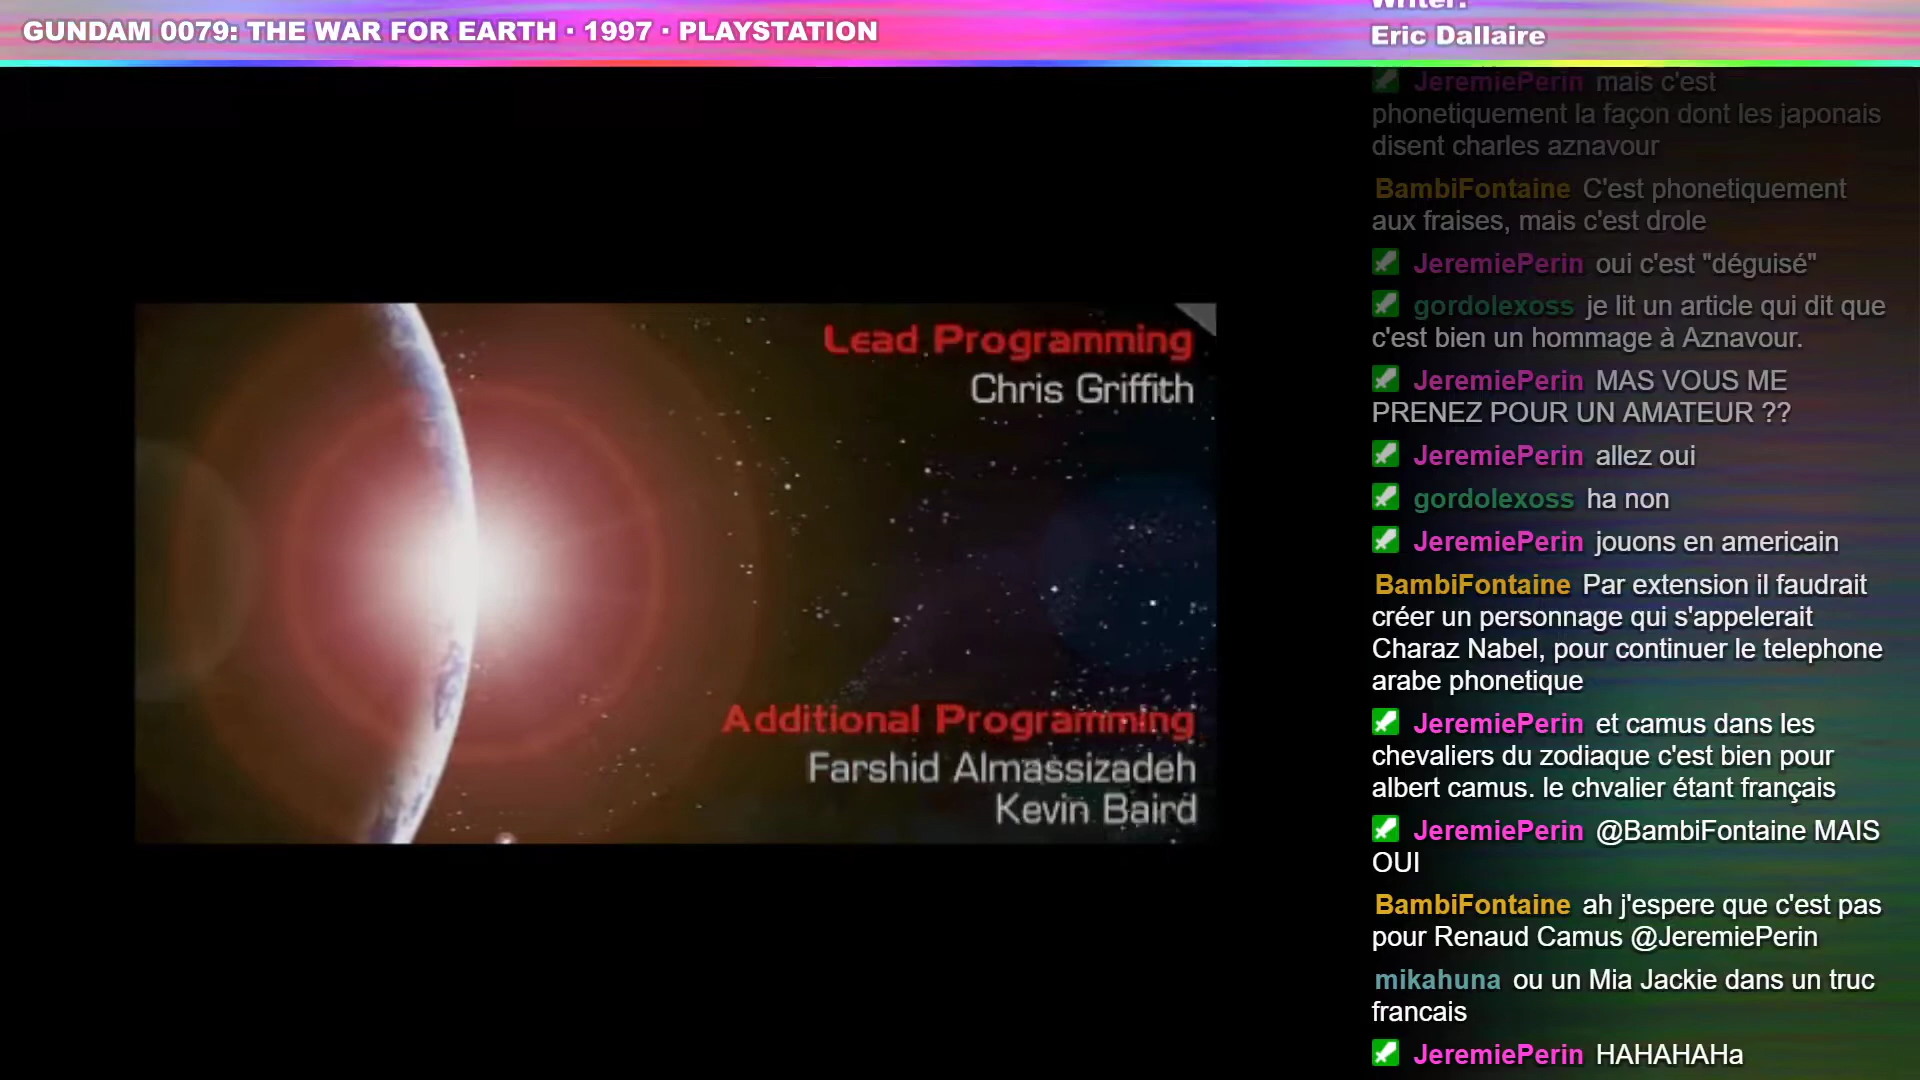 GUNDAM 0079: THE WAR FOR EARTH · 1997 · PLAYSTATION
Writer:
Eric Dallaire
Lead Programming
Chris Griffith
Additional Programming
Farshid Almassizadeh
Kevin Baird
JeremiePerin mais c'est
phonetiquement la façon dont les japonais
disent charles aznavour
BambiFontaine C'est phonetiquement
aux fraises, mais c'est drole
JeremiePerin oui c'est "déguisé"
gordolexoss je lit un article qui dit que
c'est bien un hommage à Aznavour.
JeremiePerin MAS VOUS ME
PRENEZ POUR UN AMATEUR ??
JeremiePerin allez oui
gordolexoss ha non
JeremiePerin jouons en americain
BambiFontaine Par extension il faudrait
créer un personnage qui s'appelerait
Charaz Nabel, pour continuer le telephone
arabe phonetique
JeremiePerin et camus dans les
chevaliers du zodiaque c'est bien pour
albert camus. le chvalier étant français
JeremiePerin @BambiFontaine MAIS
OUI
BambiFontaine ah j'espere que c'est pas
pour Renaud Camus @JeremiePerin
mikahuna ou un Mia Jackie dans un truc
francais
JeremiePerin HAHAHAHa